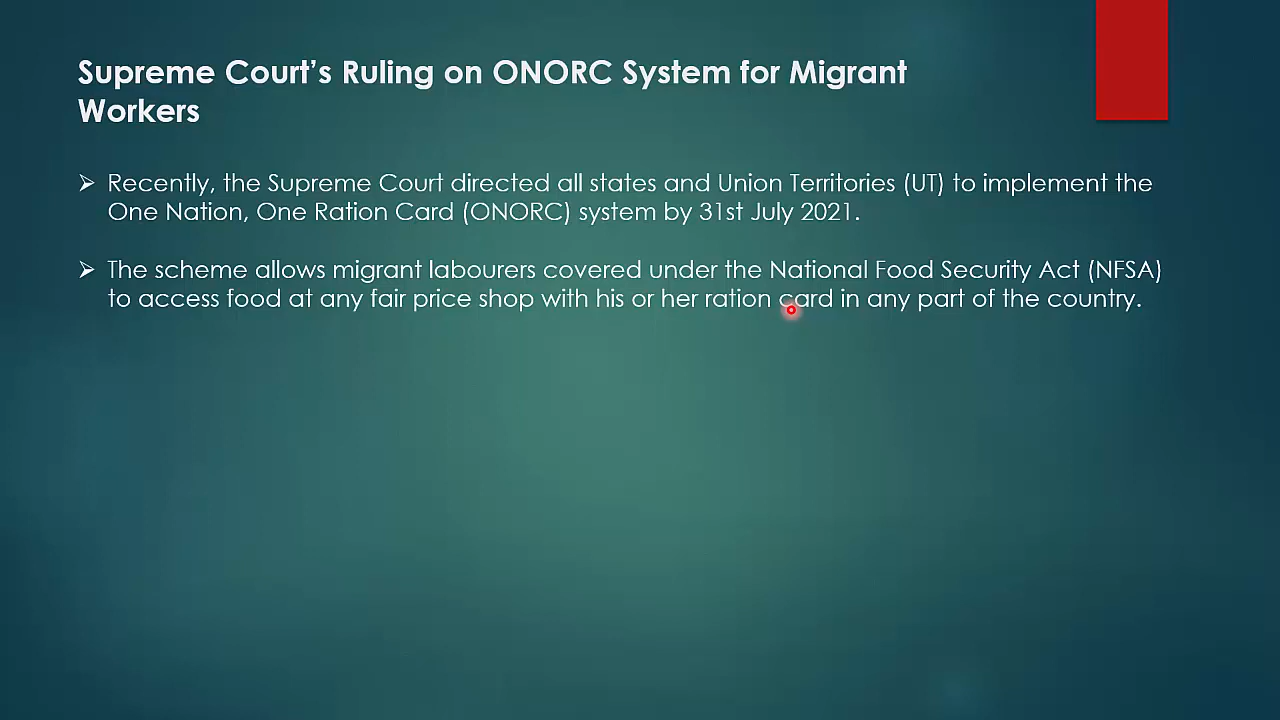 Supreme Court's Ruling on ONORC System for Migrant
Workers
➢ Recently, the Supreme Court directed all states and Union Territories (UT) to implement the
One Nation, One Ration Card (ONORC) system by 31st July 2021.
➢ The scheme allows migrant labourers covered under the National Food Security Act (NFSA)
to access food at any fair price shop with his or her ration card in any part of the country.